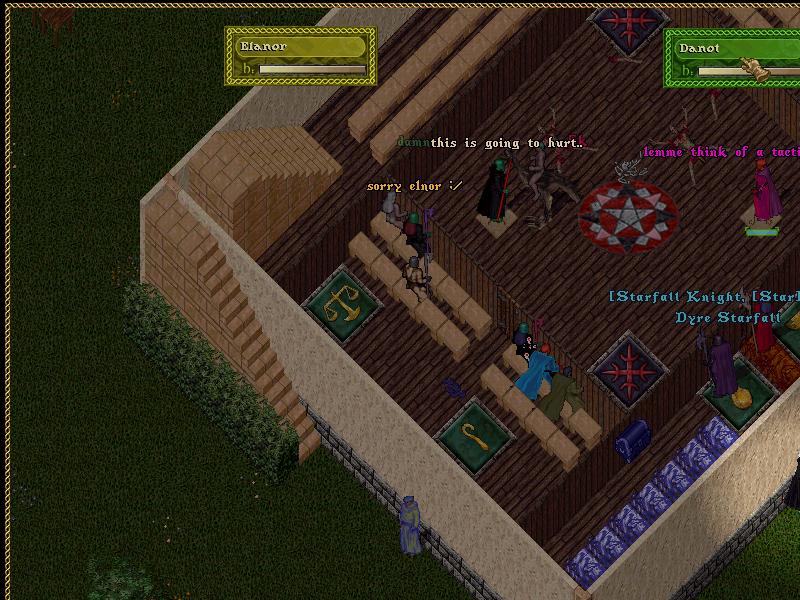 Elanor
b:
Danot
b:
damnthis is going to hurt..
lemme think of a tacti
sorry elnor :/
[Starfall Knight, [Star
Dyre Starfall